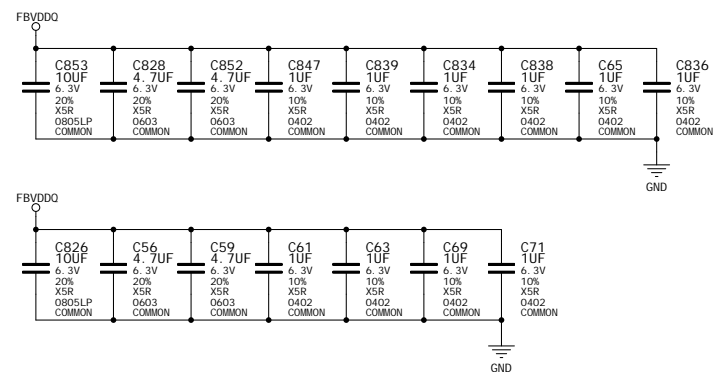 FBVDDQ
C853
10UF
6.3V
20%
X5R
0805LP
COMMON
C828
4.7UF
6.3V
20%
X5R
0603
COMMON
C852
4.7UF
6.3V
20%
X5R
0603
COMMON
C847
1UF
6.3V
10%
X5R
0402
COMMON
C839
1UF
6.3V
10%
X5R
0402
COMMON
C834
1UF
6.3V
10%
X5R
0402
COMMON
C838
1UF
6.3V
10%
X5R
0402
COMMON
C65
1UF
6.3V
10%
X5R
0402
COMMON
C836
1UF
6.3V
10%
X5R
0402
COMMON
GND
FBVDDQ
C826
10UF
6.3V
20%
X5R
0805LP
COMMON
C56
4.7UF
6.3V
20%
X5R
0603
COMMON
C59
4.7UF
6.3V
20%
X5R
0603
COMMON
C61
1UF
6.3V
10%
X5R
0402
COMMON
C63
1UF
6.3V
10%
X5R
0402
COMMON
C69
1UF
6.3V
10%
X5R
0402
COMMON
C71
1UF
6.3V
10%
X5R
0402
COMMON
GND